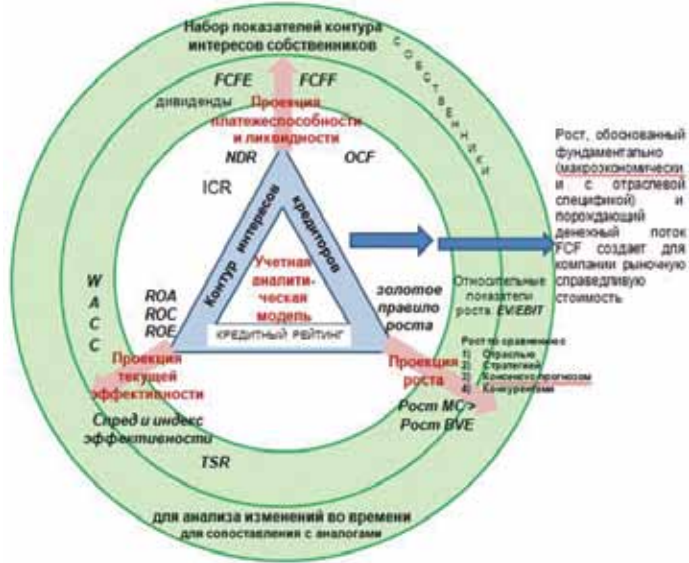 Набор показателей контура
интересов собственников
СОБСТВЕННИКИ
FCFE FCFF
дивиденды
Проекция
платежеспособности
и ликвидности
NDR OCF
ICR
Контур интересов
кредиторов
Учетная
аналити-
ческая
модель
КРЕДИТНЫЙ РЕЙТИНГ
WACC
ROA
ROC
ROE
золотое
правило
роста
Проекция
текущей
эффективности
Проекция
роста
Спред и индекс
эффективности
TSR
Рост MC >
Рост BVE
Относительные
показатели
роста: EV/EBIT
Рост по сравнению с
1) Отраслью
2) Стратегией
3) Консенсус-прогнозом
4) Конкурентами
Рост, обоснованный
фундаментально
(макроэкономически
и с отраслевой
спецификой) и
порождающий
денежный поток
FCF создает для
компании рыночную
справедливую
стоимость
для анализа изменений во времени
для сопоставления с аналогами